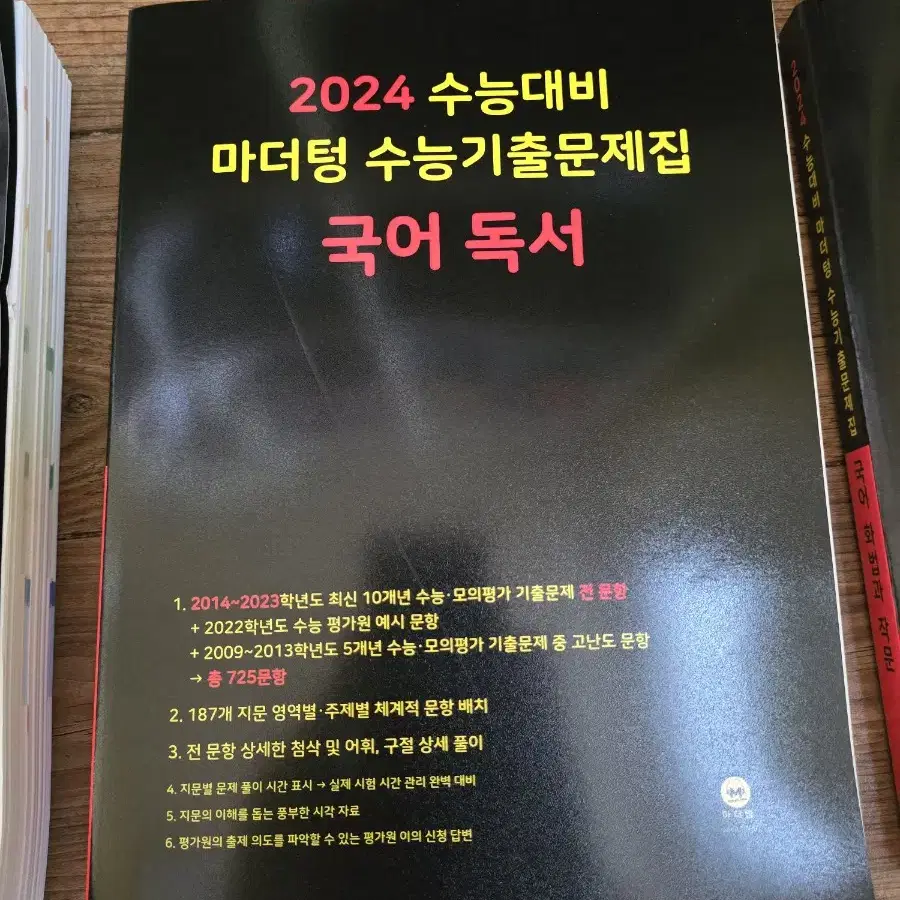 2024 수능대비
마더텅 수능기출문제집
국어 독서
1. 2014~2023학년도 최신 10개년 수능·모의평가 기출문제 전 문항
+ 2022학년도 수능 평가원 예시 문항
+ 2009~2013학년도 5개년 수능·모의평가 기출문제 중 고난도 문항
→ 총 725문항
2. 187개 지문 영역별·주제별 체계적 문항 배치
3. 전 문항 상세한 첨삭 및 어휘, 구절 상세 풀이
4. 지문별 문제 풀이 시간 표시 → 실제 시험 시간 관리 완벽 대비
5. 지문의 이해를 돕는 풍부한 시각 자료
6. 평가원의 출제 의도를 파악할 수 있는 평가원 이의 신청 답변
마더텅
2024 수능대비 마더텅 수능기출문제집 국어 화법과 작문